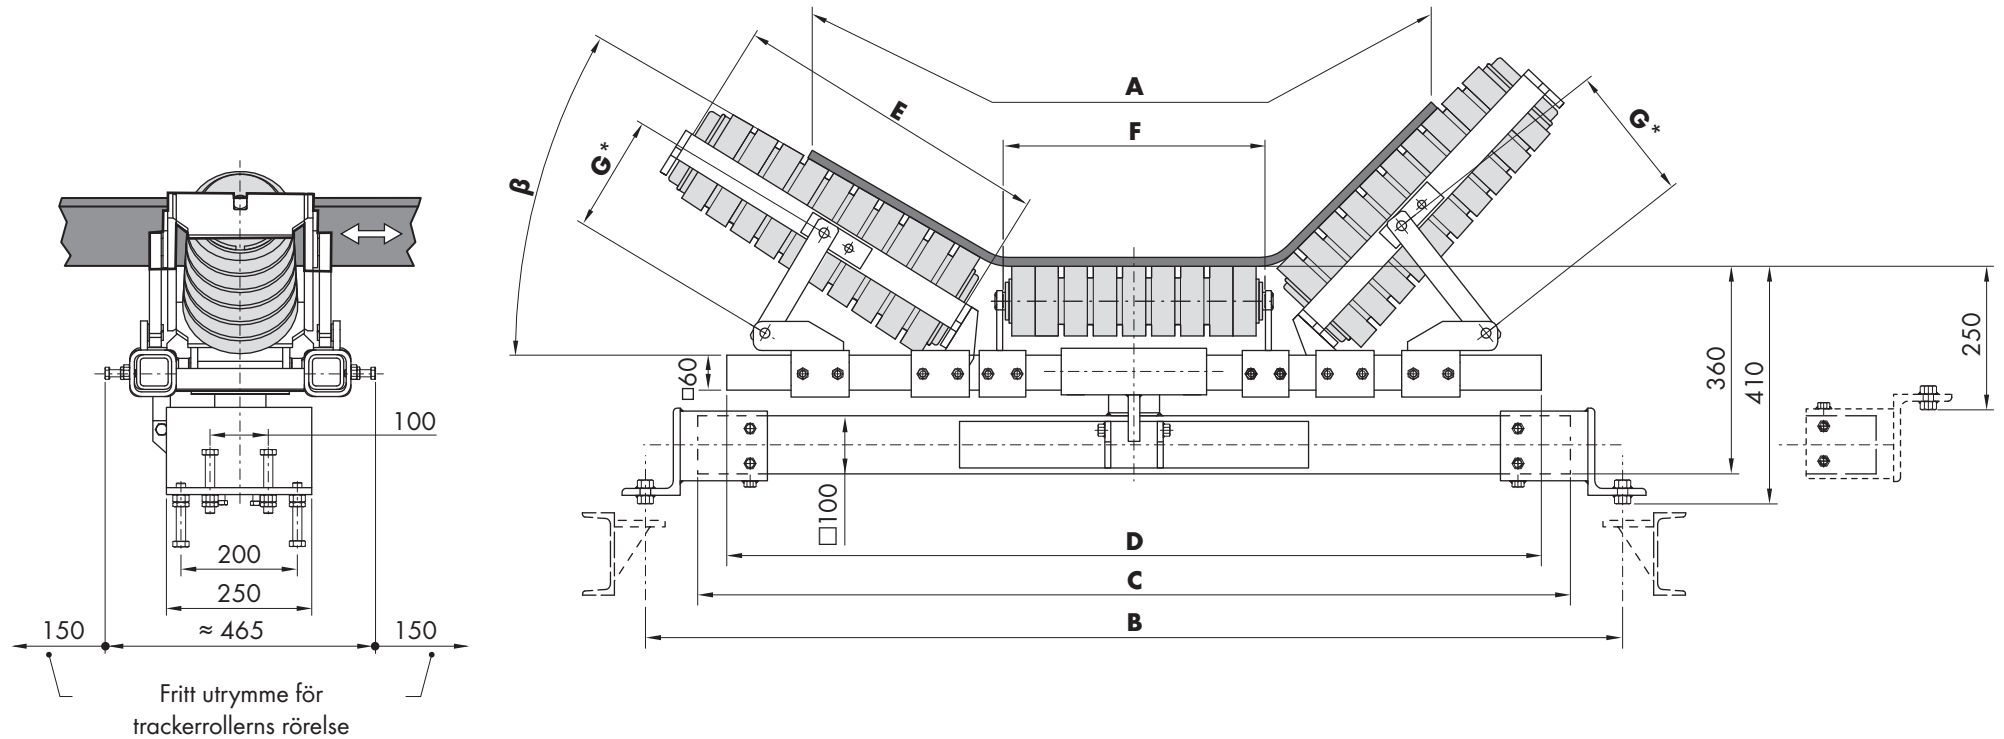 100
200
250
150
≈ 465
150
Fritt utrymme för
trackerrollerns rörelse
A
E
F
G*
G*
β
□60
□100
360
410
250
D
C
B